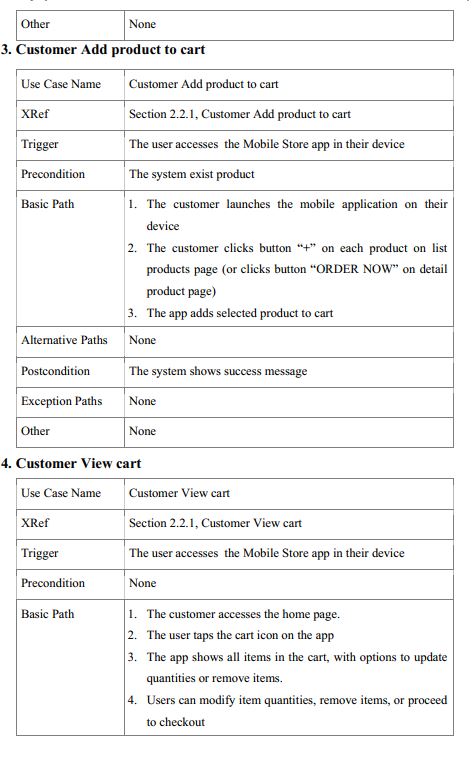 Other None
3. Customer Add product to cart
Use Case Name Customer Add product to cart
XRef Section 2.2.1, Customer Add product to cart
Trigger The user accesses the Mobile Store app in their device
Precondition The system exist product
Basic Path 1. The customer launches the mobile application on their
device
2. The customer clicks button “+” on each product on list
products page (or clicks button “ORDER NOW” on detail
product page)
3. The app adds selected product to cart
Alternative Paths None
Postcondition The system shows success message
Exception Paths None
Other None
4. Customer View cart
Use Case Name Customer View cart
XRef Section 2.2.1, Customer View cart
Trigger The user accesses the Mobile Store app in their device
Precondition None
Basic Path 1. The customer accesses the home page.
2. The user taps the cart icon on the app
3. The app shows all items in the cart, with options to update
quantities or remove items.
4. Users can modify item quantities, remove items, or proceed
to checkout